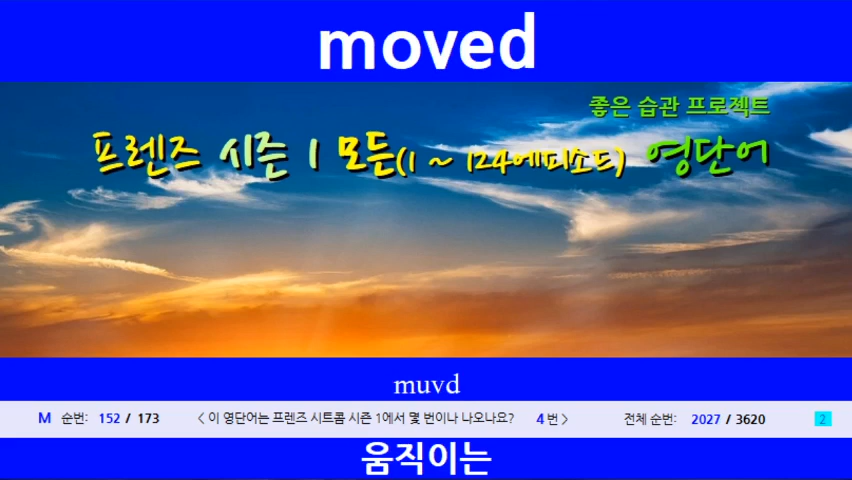 moved
좋은 습관 프로젝트
프렌즈 시즌 1 모든(1 ~ 124에피소드) 영단어
muvd
M 순번: 152 / 173 < 이 영단어는 프렌즈 시트콤 시즌 1에서 몇 번이나 나오나요? 4 번 > 전체 순번: 2027 / 3620 2
움직이는